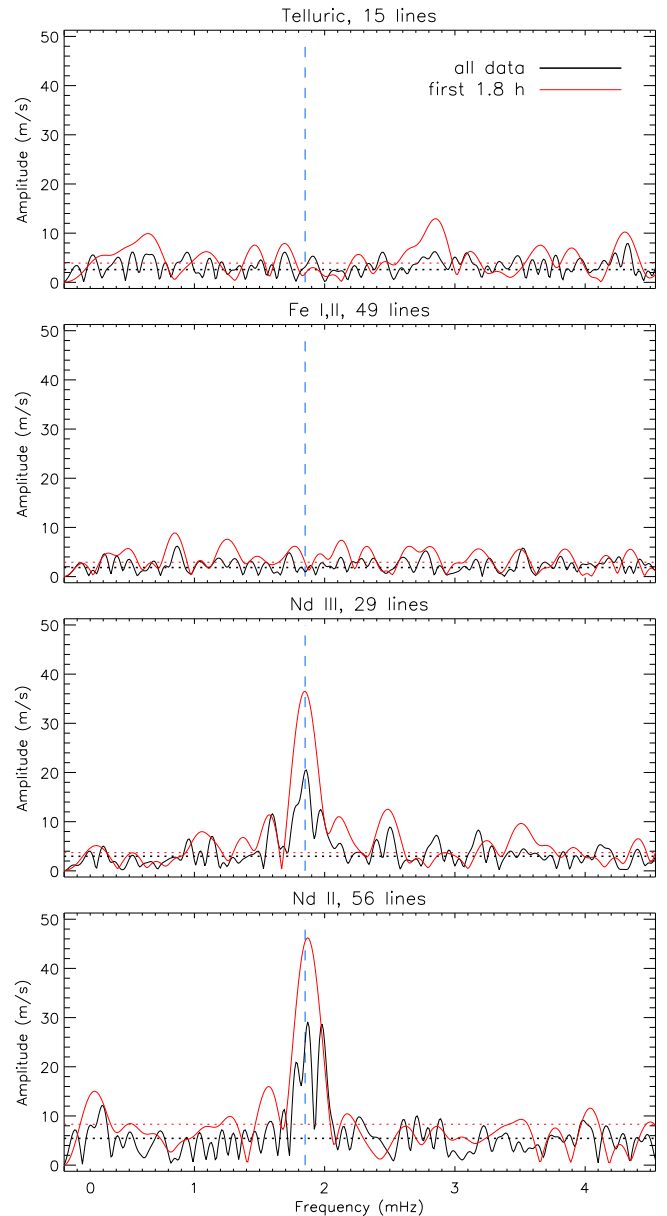 Telluric, 15 lines
50
40
30
20
10
0
Amplitude (m/s)
all data
first 1.8 h
Fe I,II, 49 lines
50
40
30
20
10
0
Amplitude (m/s)
Nd III, 29 lines
50
40
30
20
10
0
Amplitude (m/s)
Nd II, 56 lines
50
40
30
20
10
0
Amplitude (m/s)
0 1 2 3 4
Frequency (mHz)